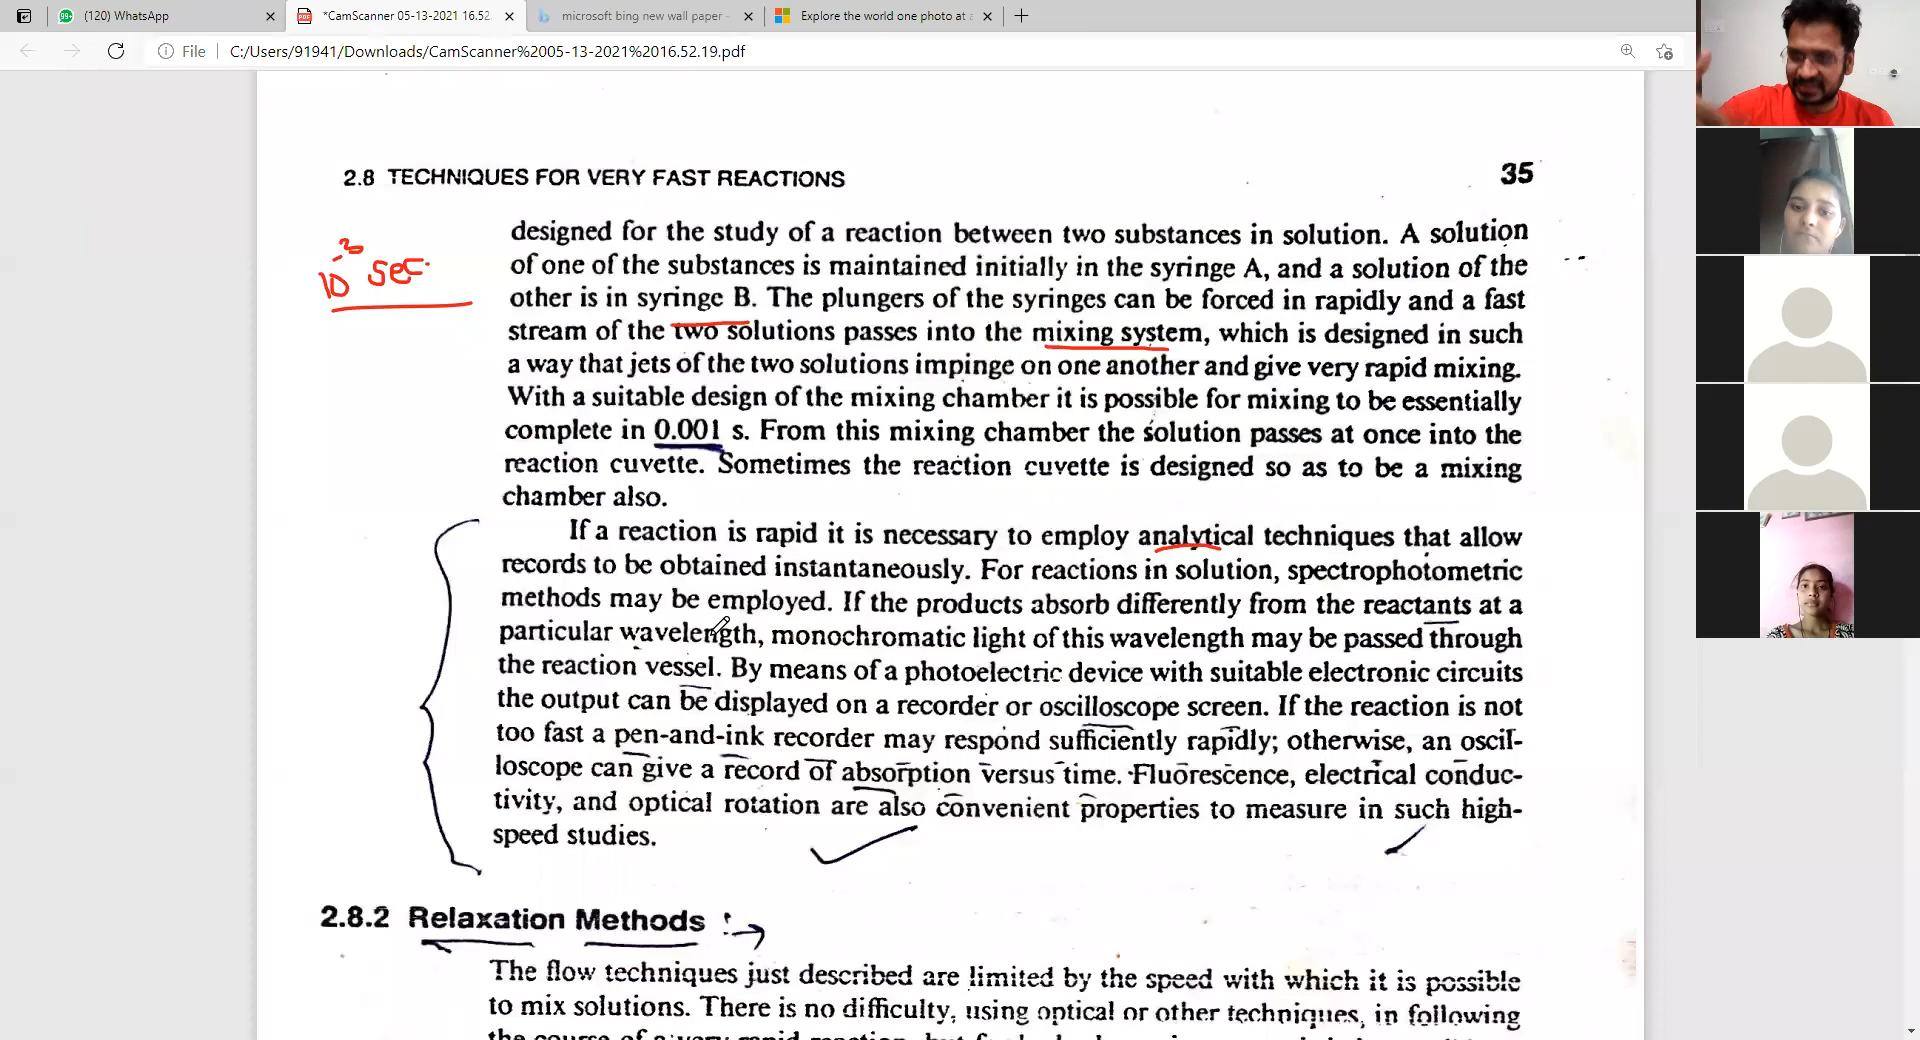 (120) WhatsApp
*CamScanner 05-13-2021 16.52.
microsoft bing new wall paper -
Explore the world one photo at a
File
C:/Users/91941/Downloads/CamScanner%2005-13-2021%2016.52.19.pdf
2.8 TECHNIQUES FOR VERY FAST REACTIONS
35
10⁻³ sec.
designed for the study of a reaction between two substances in solution. A solution
of one of the substances is maintained initially in the syringe A, and a solution of the
other is in syringe B. The plungers of the syringes can be forced in rapidly and a fast
stream of the two solutions passes into the mixing system, which is designed in such
a way that jets of the two solutions impinge on one another and give very rapid mixing.
With a suitable design of the mixing chamber it is possible for mixing to be essentially
complete in 0.001 s. From this mixing chamber the solution passes at once into the
reaction cuvette. Sometimes the reaction cuvette is designed so as to be a mixing
chamber also.
If a reaction is rapid it is necessary to employ analytical techniques that allow
records to be obtained instantaneously. For reactions in solution, spectrophotometric
methods may be employed. If the products absorb differently from the reactants at a
particular wavelength, monochromatic light of this wavelength may be passed through
the reaction vessel. By means of a photoelectric device with suitable electronic circuits
the output can be displayed on a recorder or oscilloscope screen. If the reaction is not
too fast a pen-and-ink recorder may respond sufficiently rapidly; otherwise, an oscil-
loscope can give a record of absorption versus time. Fluorescence, electrical conduc-
tivity, and optical rotation are also convenient properties to measure in such high-
speed studies.
2.8.2 Relaxation Methods :→
The flow techniques just described are limited by the speed with which it is possible
to mix solutions. There is no difficulty, using optical or other techniques, in following
the course of a very rapid reaction, but